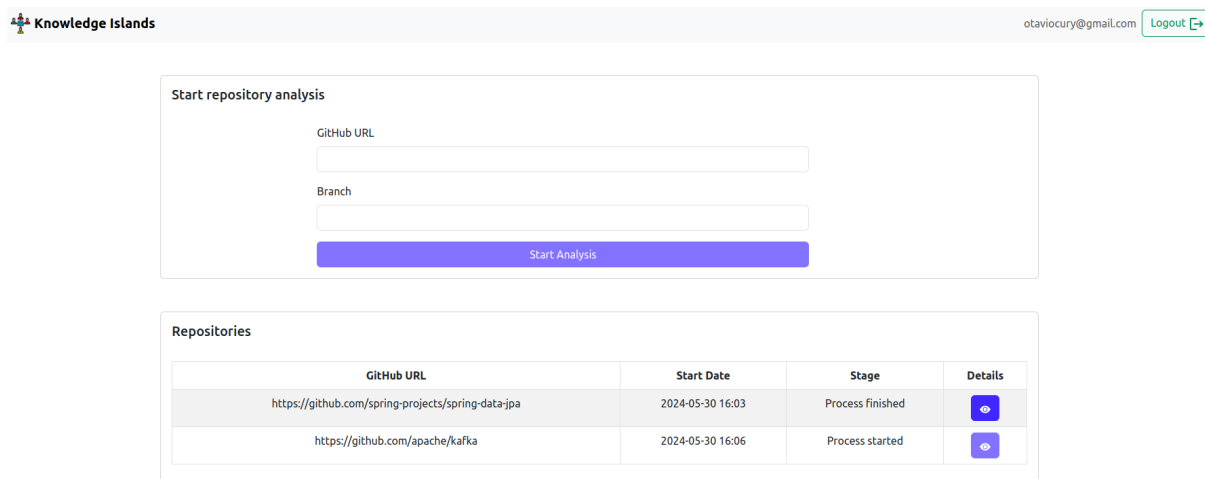 Knowledge Islands otaviocury@gmail.com Logout
Start repository analysis
GitHub URL
Branch
Start Analysis
Repositories
GitHub URL Start Date Stage Details
https://github.com/spring-projects/spring-data-jpa 2024-05-30 16:03 Process finished
https://github.com/apache/kafka 2024-05-30 16:06 Process started